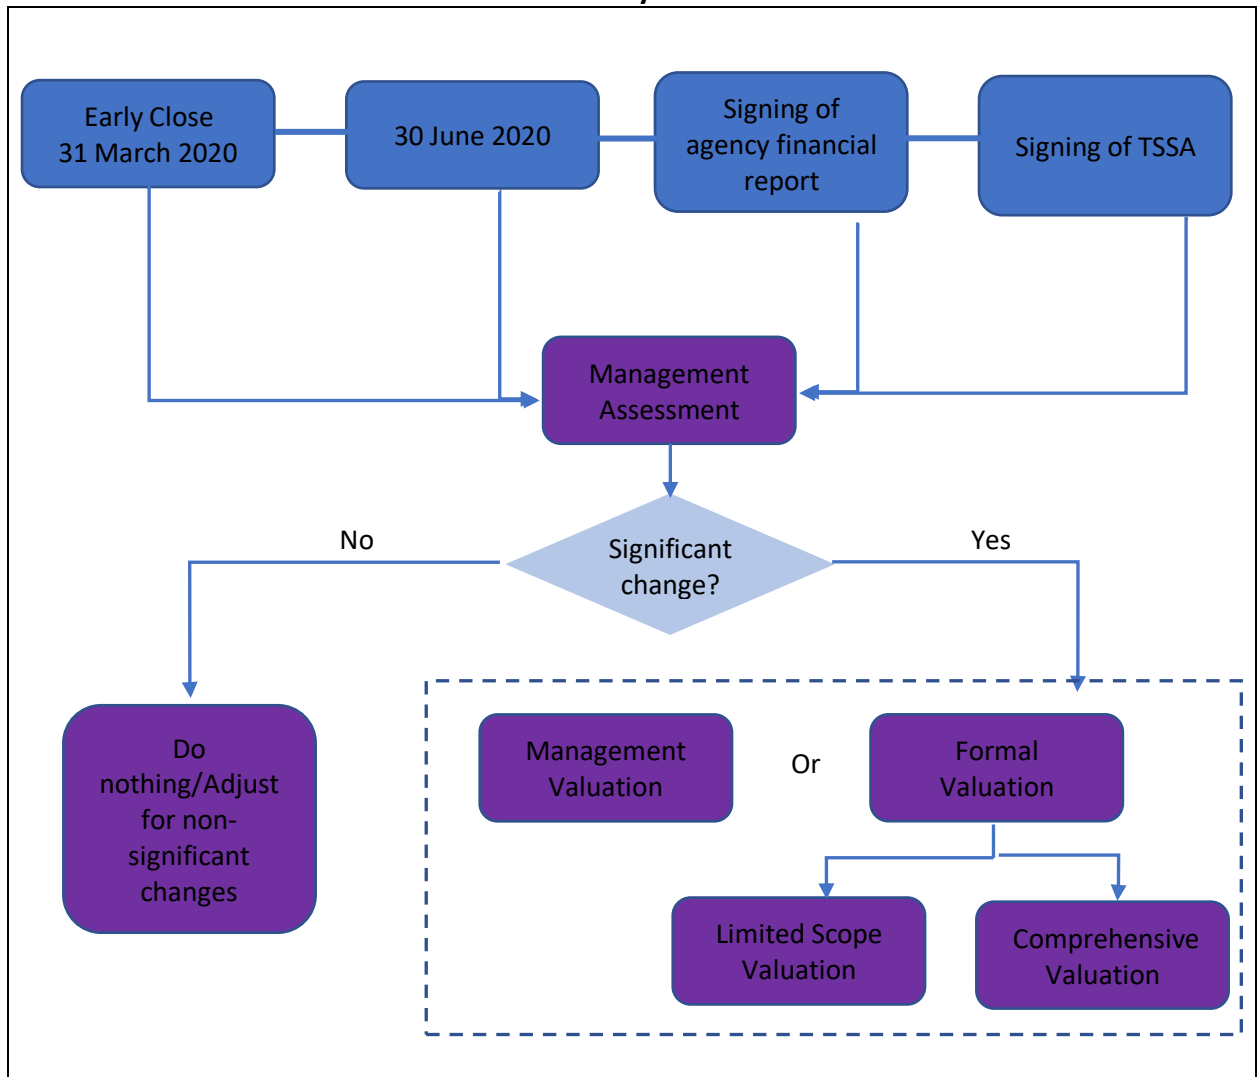 Early Close
31 March 2020
30 June 2020
Signing of
agency financial
report
Signing of TSSA
Management
Assessment
No
Significant
change?
Yes
Do
nothing/Adjust
for non-
significant
changes
Management
Valuation
Or
Formal
Valuation
Limited Scope
Valuation
Comprehensive
Valuation